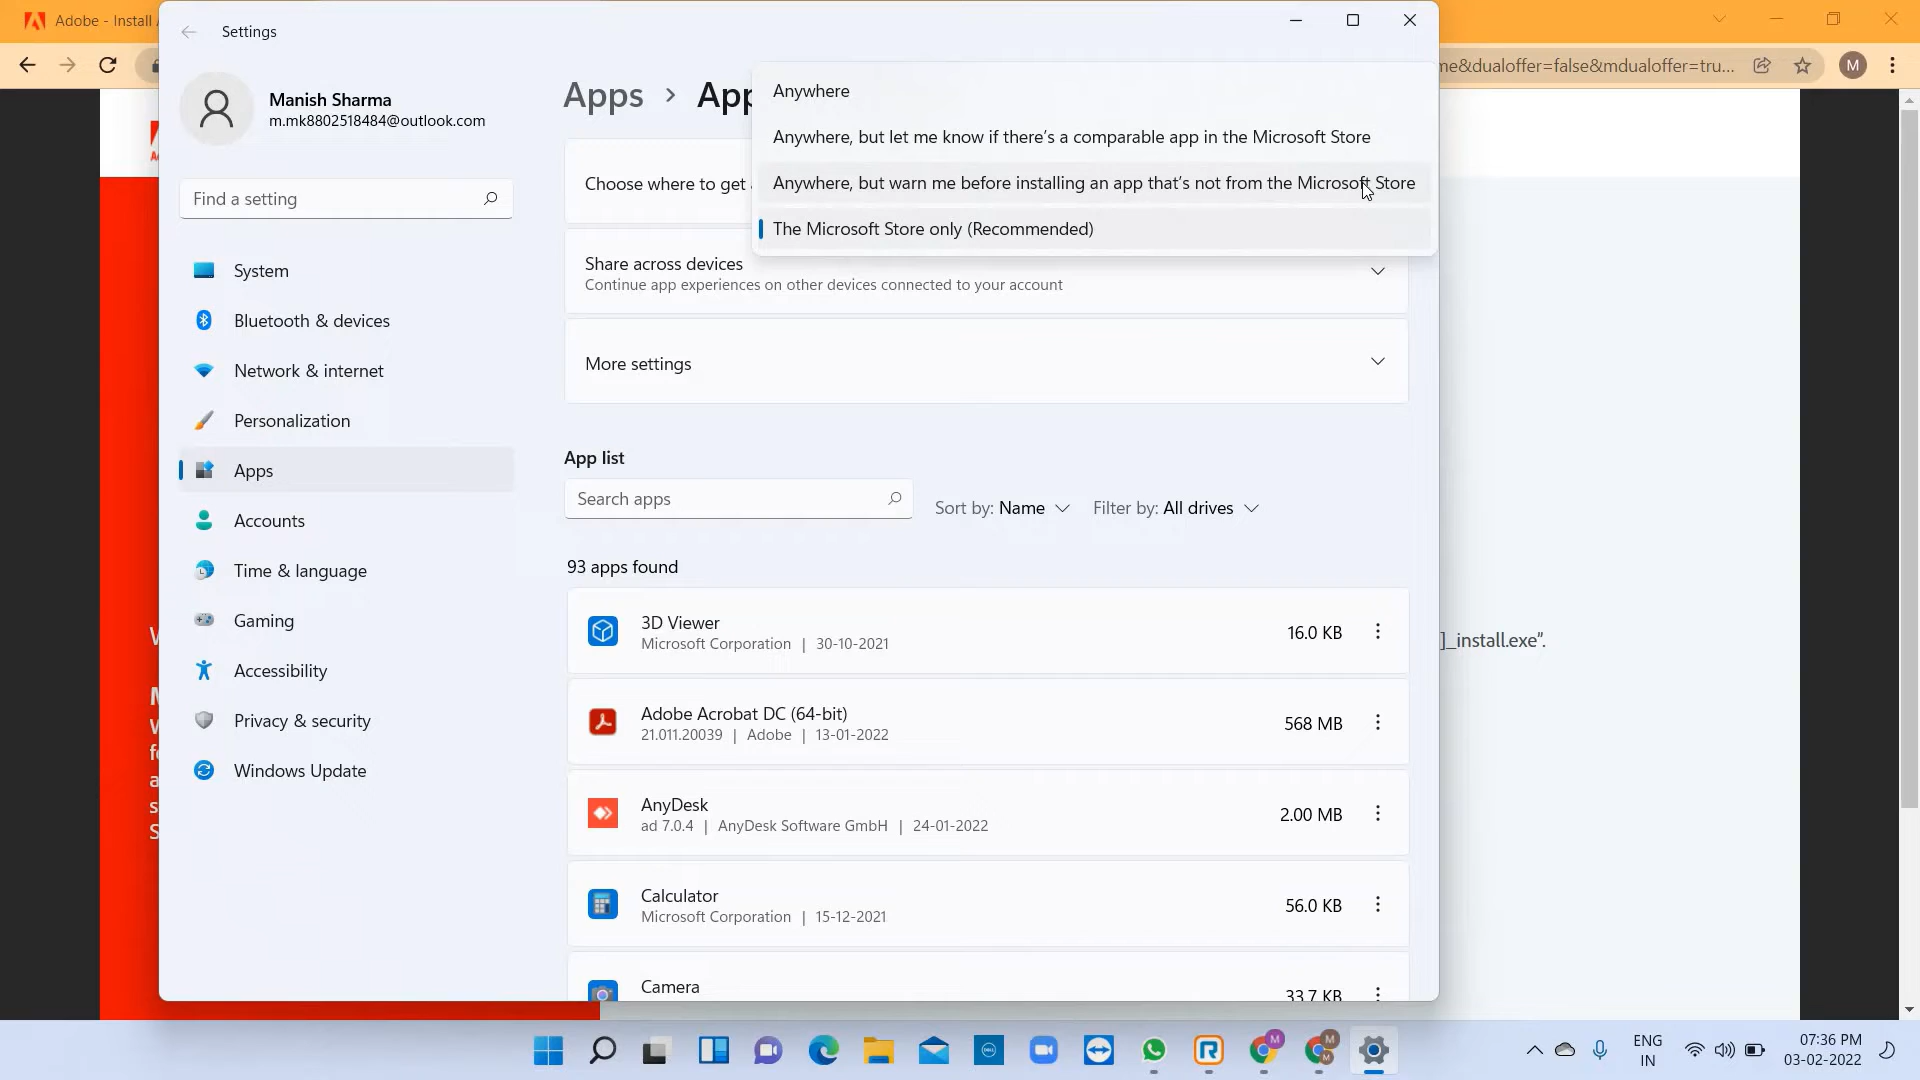 Adobe - Install
Settings
me&dualoffer=false&mdualoffer=tru...
M
Manish Sharma
m.mk8802518484@outlook.com
Find a setting
System
Bluetooth & devices
Network & internet
Personalization
Apps
Accounts
Time & language
Gaming
Accessibility
Privacy & security
Windows Update
Apps > App
Anywhere
Anywhere, but let me know if there's a comparable app in the Microsoft Store
Choose where to get
Anywhere, but warn me before installing an app that's not from the Microsoft Store
The Microsoft Store only (Recommended)
Share across devices
Continue app experiences on other devices connected to your account
More settings
App list
Search apps
Sort by: Name
Filter by: All drives
93 apps found
3D Viewer
Microsoft Corporation | 30-10-2021
16.0 KB
Adobe Acrobat DC (64-bit)
21.011.20039 | Adobe | 13-01-2022
568 MB
AnyDesk
ad 7.0.4 | AnyDesk Software GmbH | 24-01-2022
2.00 MB
Calculator
Microsoft Corporation | 15-12-2021
56.0 KB
Camera
33.7 KB
]_install.exe".
ENG
IN
07:36 PM
03-02-2022